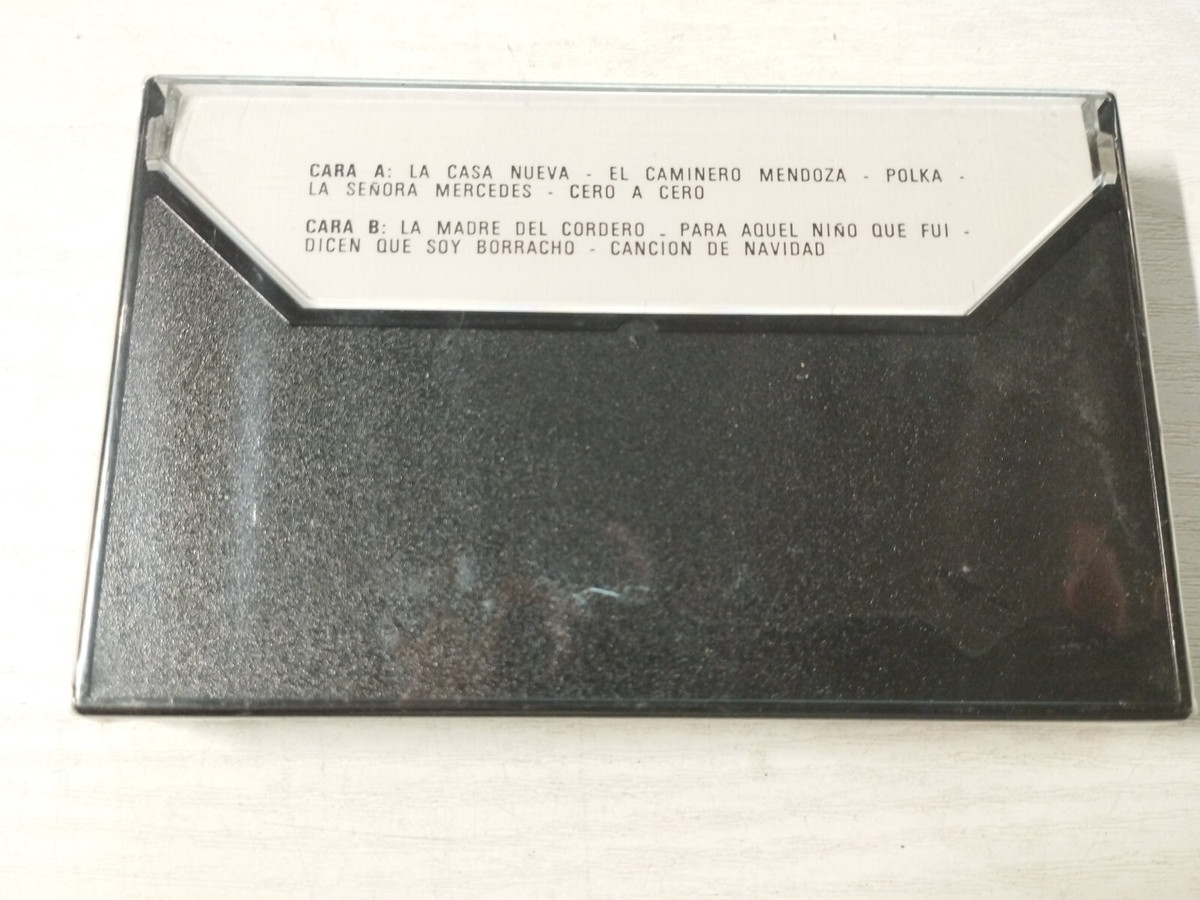 CARA A: LA CASA NUEVA - EL CAMINERO MENDOZA - POLKA -
LA SEÑORA MERCEDES - CERO A CERO
CARA B: LA MADRE DEL CORDERO - PARA AQUEL NIÑO QUE FUI -
DICEN QUE SOY BORRACHO - CANCION DE NAVIDAD